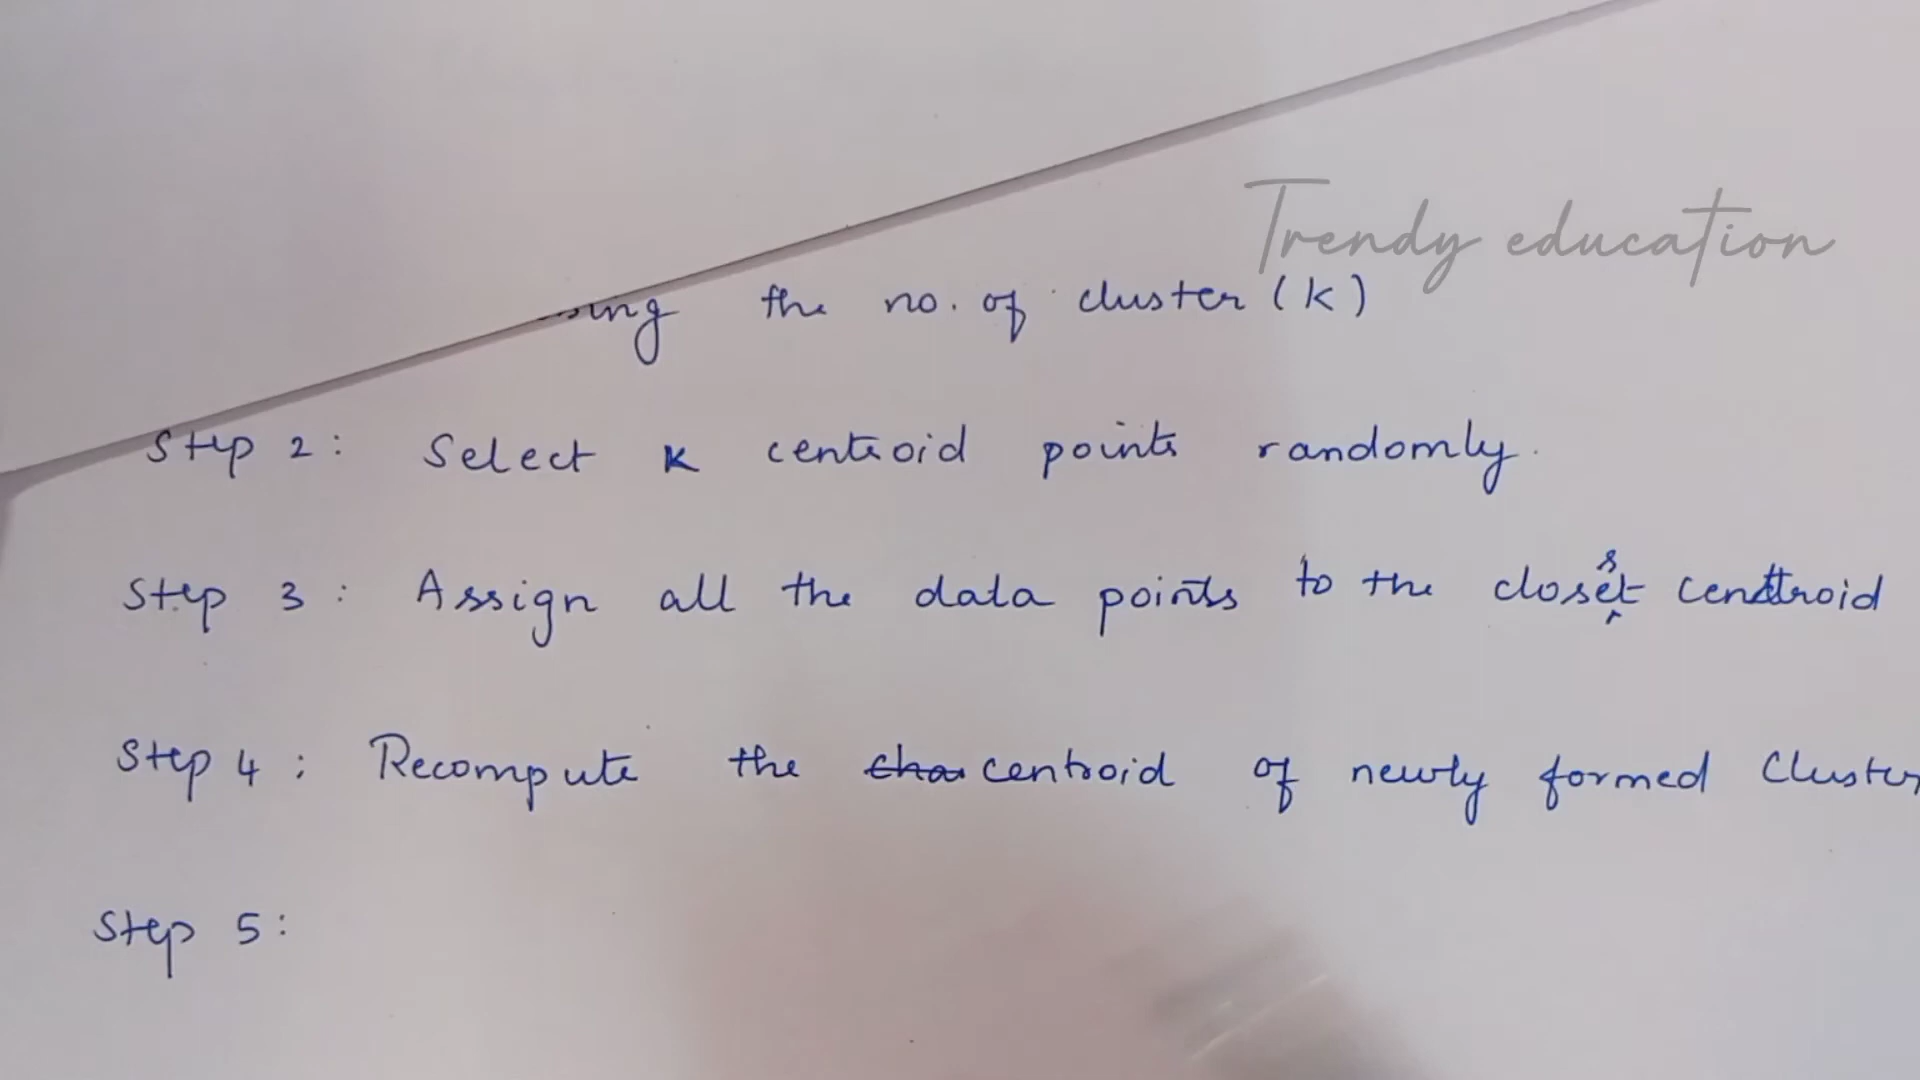 Trendy education
the no. of cluster (k)
Step 2: Select K centroid points randomly.
Step 3: Assign all the data points to the closest centroid
Step 4: Recompute the centroid of newly formed Cluster
Step 5: